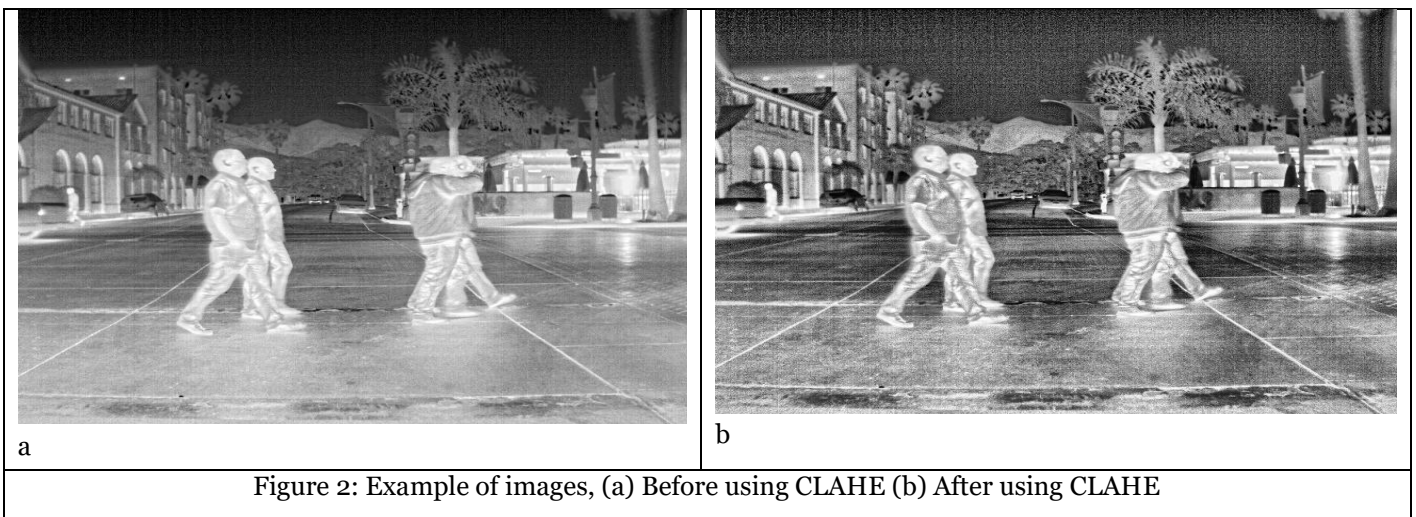 a
b
Figure 2: Example of images, (a) Before using CLAHE (b) After using CLAHE